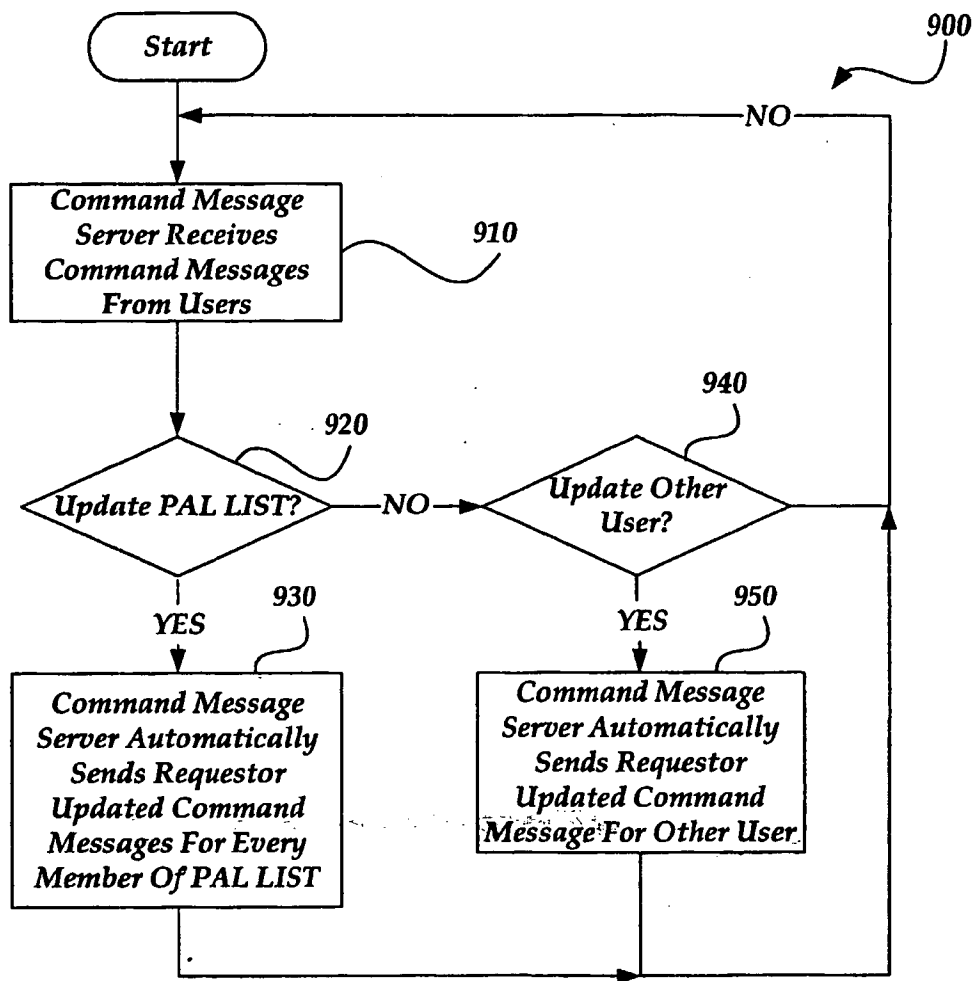 Start
900
NO
Command Message
Server Receives
Command Messages
From Users
910
920
940
Update PAL LIST?
NO
Update Other
User?
YES
930
YES
950
Command Message
Server Automatically
Sends Requestor
Updated Command
Messages For Every
Member Of PAL LIST
Command Message
Server Automatically
Sends Requestor
Updated Command
Message For Other User